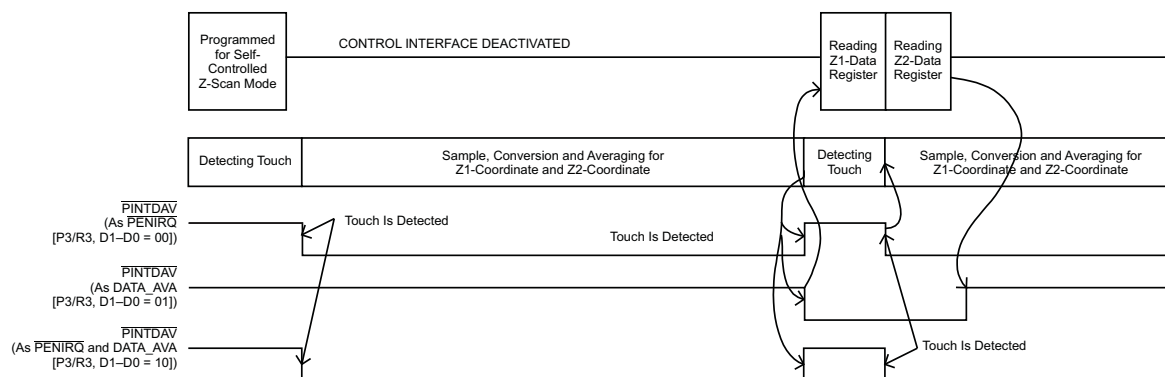 Programmed
for Self-
Controlled
Z-Scan Mode
CONTROL INTERFACE DEACTIVATED
Reading
Z1-Data
Register
Reading
Z2-Data
Register
Detecting Touch
Sample, Conversion and Averaging for
Z1-Coordinate and Z2-Coordinate
Detecting
Touch
Sample, Conversion and Averaging for
Z1-Coordinate and Z2-Coordinate
PINTDAV
(As PENIRQ
[P3/R3, D1–D0 = 00])
Touch Is Detected
Touch Is Detected
PINTDAV
(As DATA_AVA
[P3/R3, D1–D0 = 01])
PINTDAV
(As PENIRQ and DATA_AVA
[P3/R3, D1–D0 = 10])
Touch Is Detected